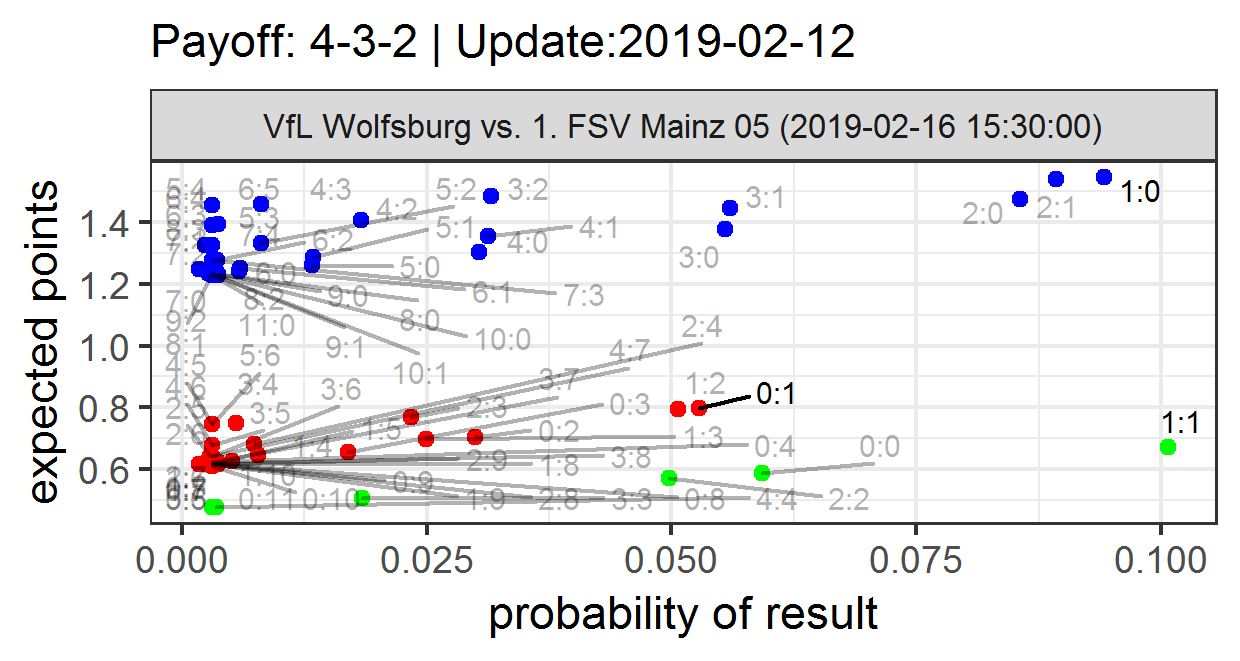 Payoff: 4-3-2 | Update:2019-02-12
VfL Wolfsburg vs. 1. FSV Mainz 05 (2019-02-16 15:30:00)
expected points
1.4
1.2
1.0
0.8
0.6
5:4 6:5 4:3 5:2 3:2 3:1 1:0
6:4 4:2 2:0 2:1
6:3 5:3 5:1 4:1
7:4 6:2 4:0
7:2 3:0
6:0 5:0
7:0 8:2 9:0 6:1 7:3
9:2 11:0 8:0 10:0 2:4
8:1 5:6 9:1 4:7
4:5 10:1
4:6 3:4 3:6 3:7 1:2 0:1
3:5 2:3 0:3
1:5 0:2 1:1
1:4 1:3 0:4 0:0
2:9 1:8 3:8
0:9
0:11 0:10 1:9 2:8 3:3 0:8 4:4 2:2
0.000 0.025 0.050 0.075 0.100
probability of result